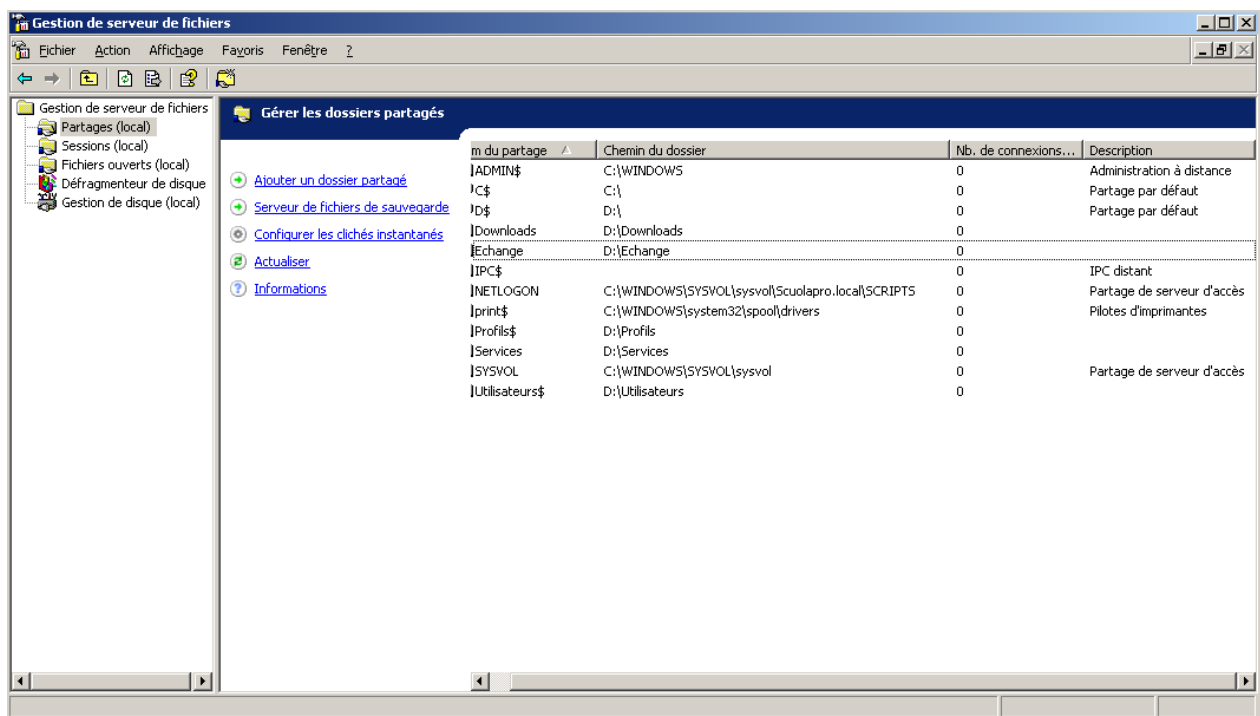 Gestion de serveur de fichiers
Fichier Action Affichage Favoris Fenêtre ?
Gestion de serveur de fichiers
Partages (local)
Sessions (local)
Fichiers ouverts (local)
Défragmenteur de disque
Gestion de disque (local)
Gérer les dossiers partagés
Ajouter un dossier partagé
Serveur de fichiers de sauvegarde
Configurer les clichés instantanés
Actualiser
Informations
m du partage Chemin du dossier Nb. de connexions... Description
ADMIN$ C:\WINDOWS 0 Administration à distance
C$ C:\ 0 Partage par défaut
D$ D:\ 0 Partage par défaut
Downloads D:\Downloads 0
Echange D:\Echange 0
IPC$ 0 IPC distant
NETLOGON C:\WINDOWS\SYSVOL\sysvol\Scuolapro.local\SCRIPTS 0 Partage de serveur d'accès
print$ C:\WINDOWS\system32\spool\drivers 0 Pilotes d'imprimantes
Profils$ D:\Profils 0
Services D:\Services 0
SYSVOL C:\WINDOWS\SYSVOL\sysvol 0 Partage de serveur d'accès
Utilisateurs$ D:\Utilisateurs 0